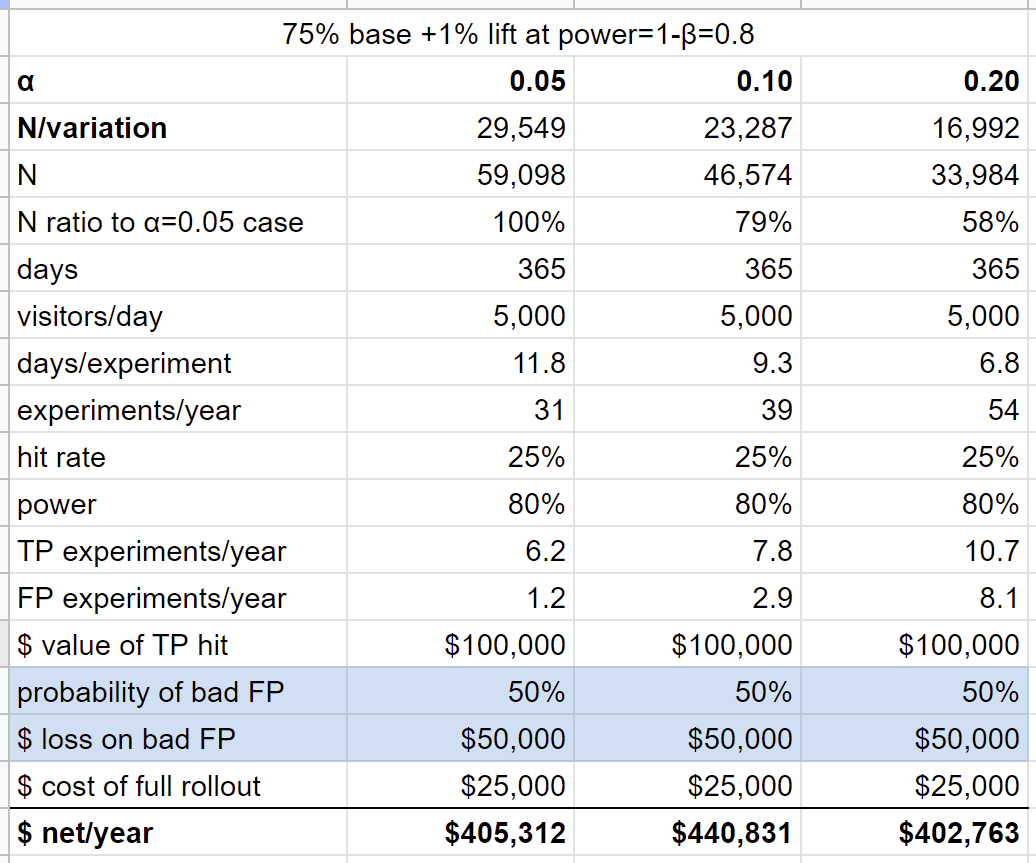 75% base +1% lift at power=1-β=0.8
α 0.05 0.10 0.20
N/variation 29,549 23,287 16,992
N 59,098 46,574 33,984
N ratio to α=0.05 case 100% 79% 58%
days 365 365 365
visitors/day 5,000 5,000 5,000
days/experiment 11.8 9.3 6.8
experiments/year 31 39 54
hit rate 25% 25% 25%
power 80% 80% 80%
TP experiments/year 6.2 7.8 10.7
FP experiments/year 1.2 2.9 8.1
$ value of TP hit $100,000 $100,000 $100,000
probability of bad FP 50% 50% 50%
$ loss on bad FP $50,000 $50,000 $50,000
$ cost of full rollout $25,000 $25,000 $25,000
$ net/year $405,312 $440,831 $402,763